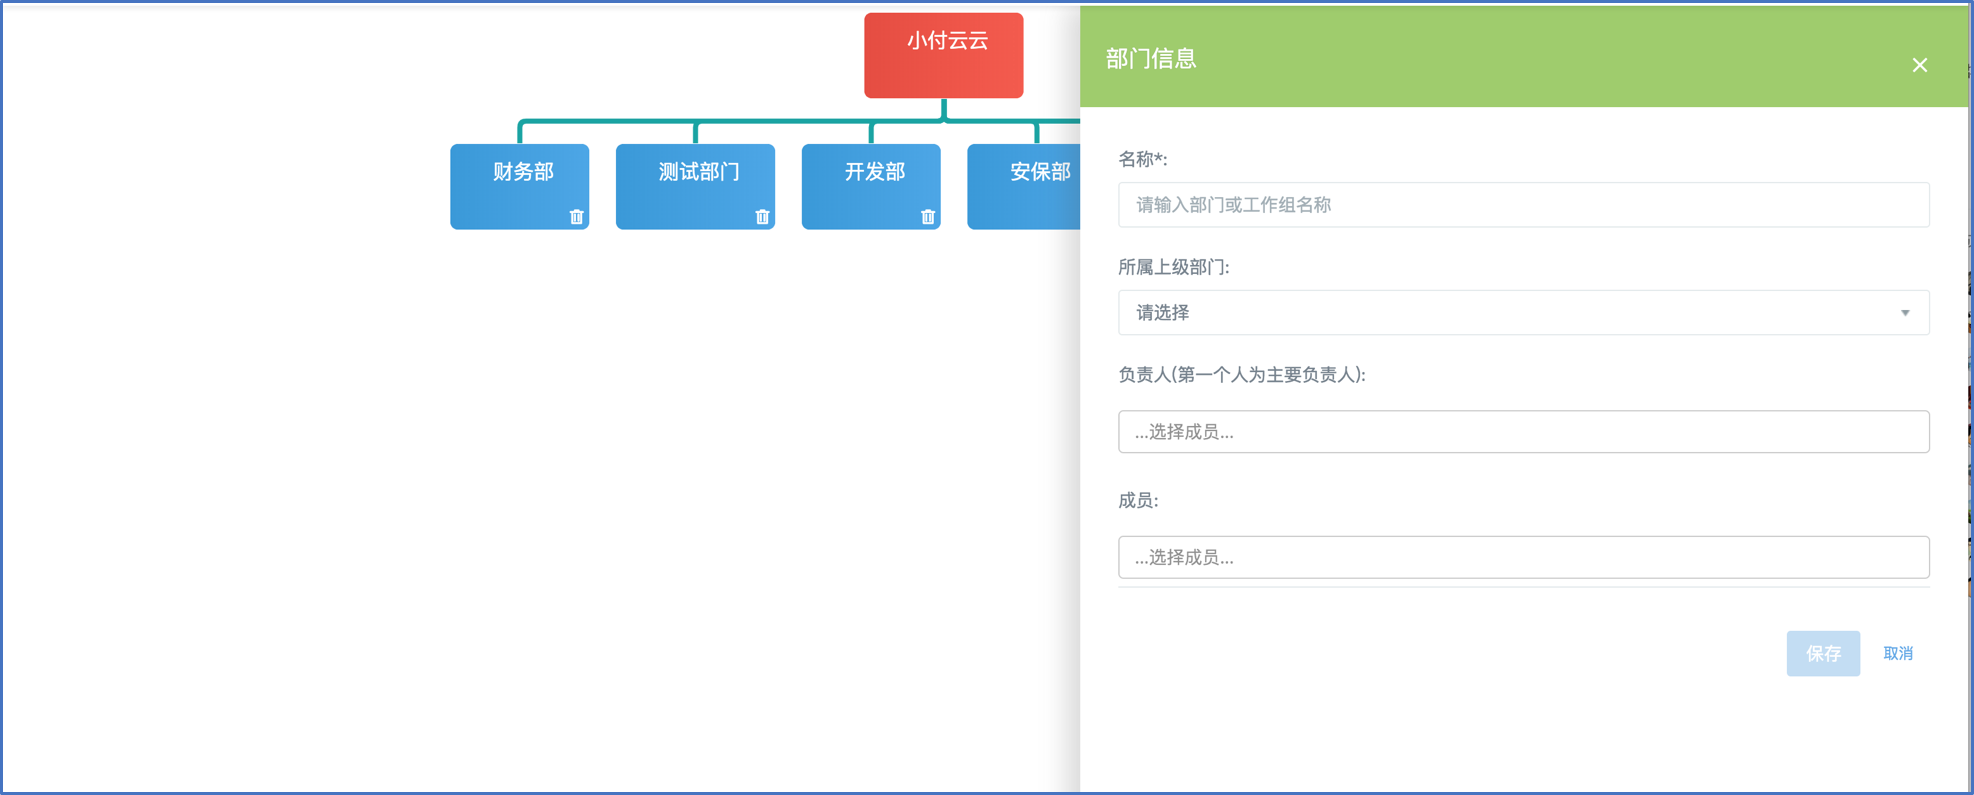 小付云云
财务部
测试部门
开发部
安保部
部门信息
名称*:
请输入部门或工作组名称
所属上级部门:
请选择
负责人(第一个人为主要负责人):
...选择成员...
成员:
...选择成员...
保存
取消